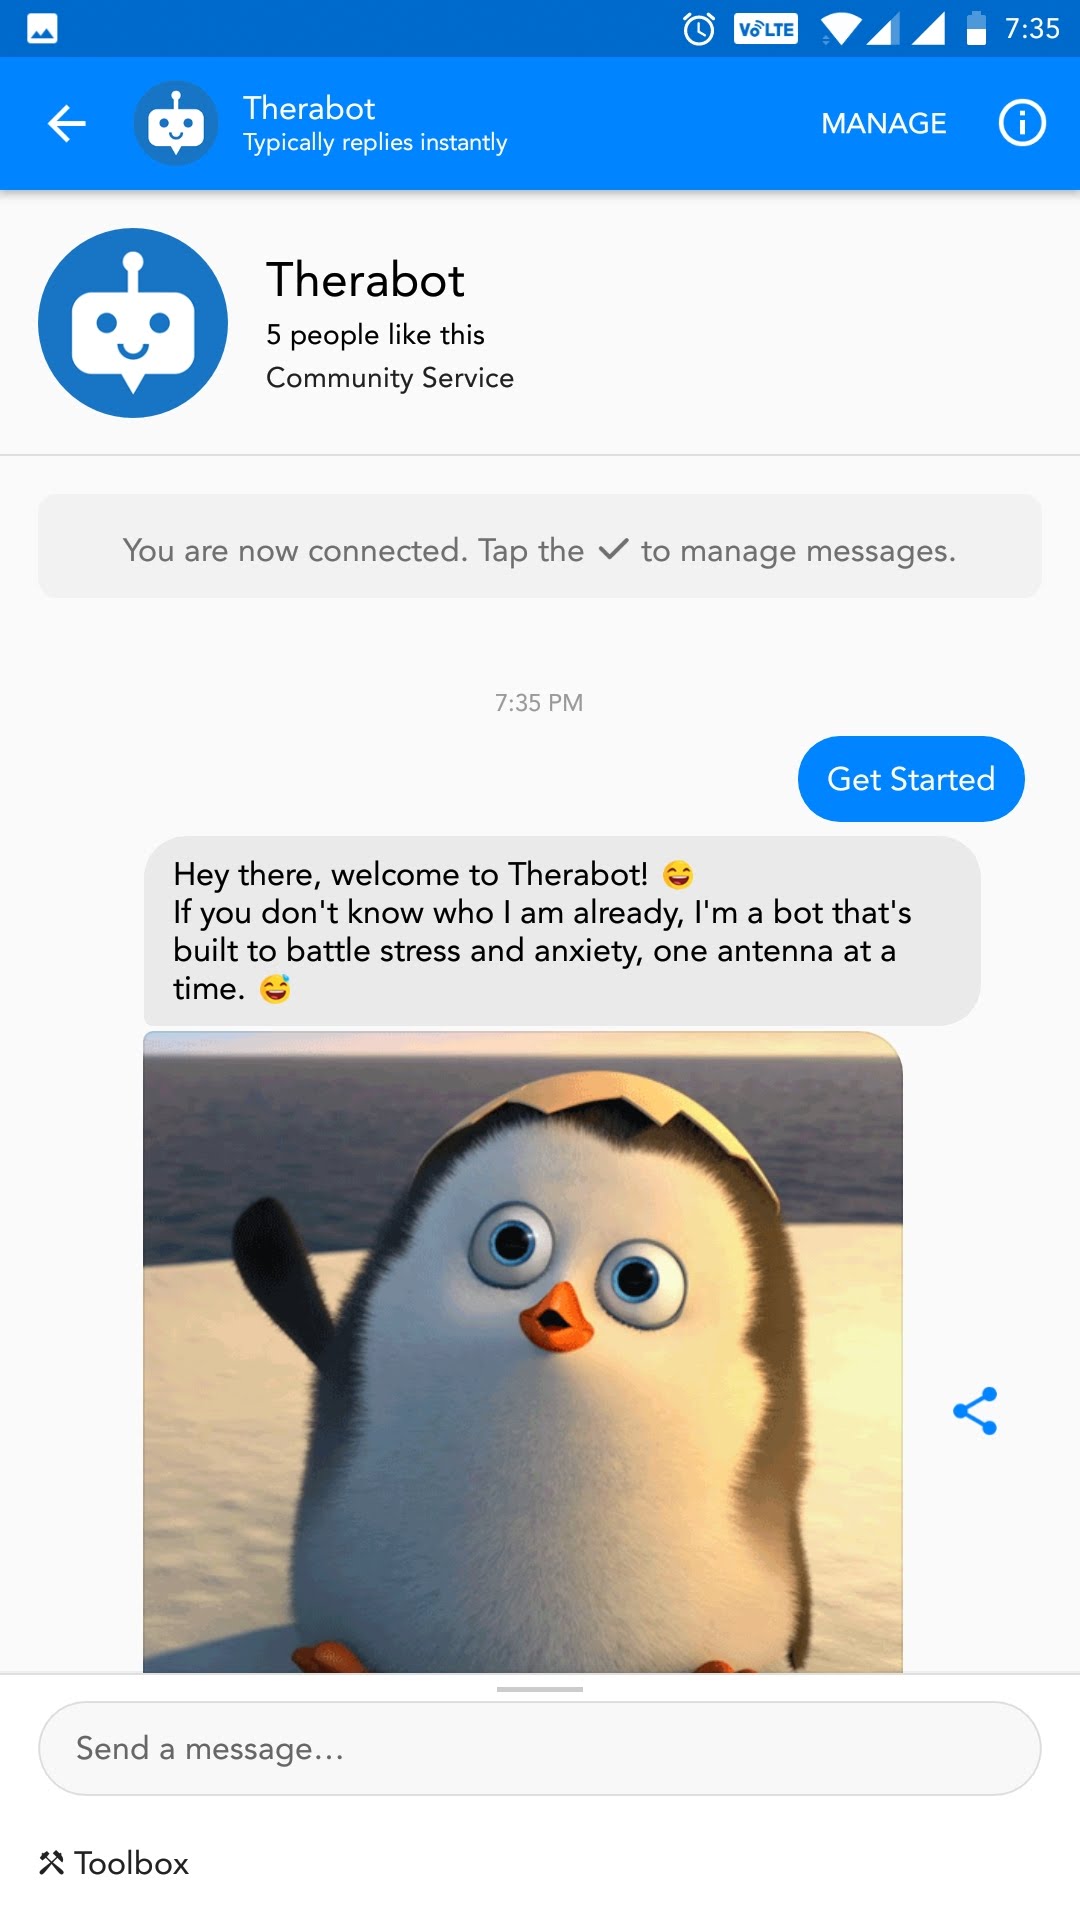 VoLTE 7:35
Therabot
Typically replies instantly
MANAGE
Therabot
5 people like this
Community Service
You are now connected. Tap the ✓ to manage messages.
7:35 PM
Get Started
Hey there, welcome to Therabot! 😄
If you don't know who I am already, I'm a bot that's
built to battle stress and anxiety, one antenna at a
time. 😅
Send a message...
⚒ Toolbox